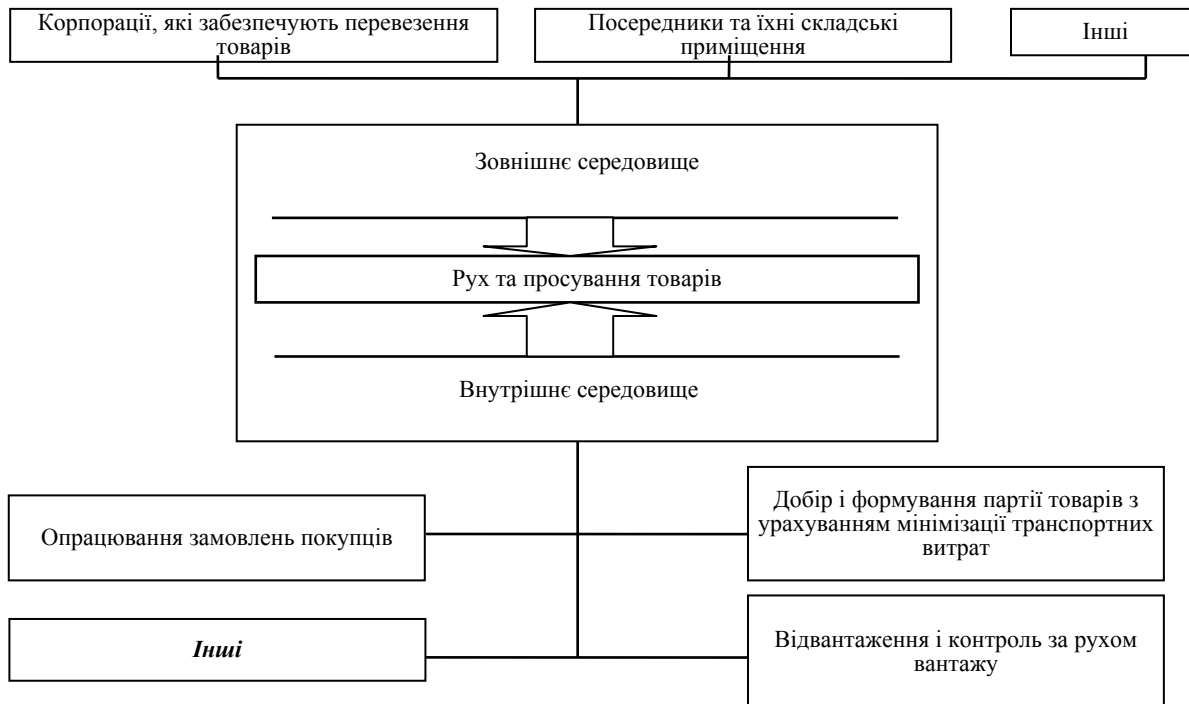 Корпорації, які забезпечують перевезення
товарів
Посередники та їхні складські
приміщення
Інші
Зовнішнє середовище
Рух та просування товарів
Внутрішнє середовище
Опрацювання замовлень покупців
Добір і формування партії товарів з
урахуванням мінімізації транспортних
витрат
Інші
Відвантаження і контроль за рухом
вантажу